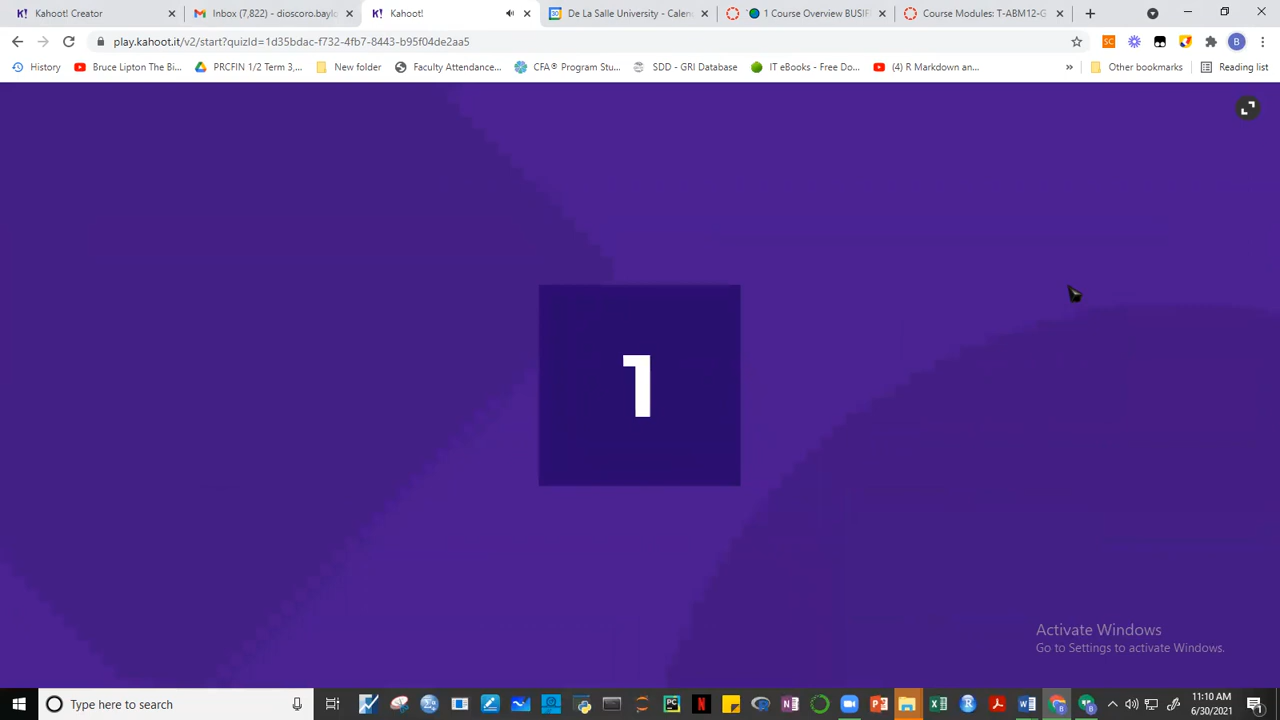 Kahoot! Creator
Inbox (7,822) - dioscoro.baylo
Kahoot!
De La Salle University - Calend
1 Course Overview BUSIF
Course Modules: T-ABM12-G
play.kahoot.it/v2/start?quizId=1d35bdac-f732-4fb7-8443-b95f04de2aa5
SC
B
History
Bruce Lipton The Bi...
PRCFIN 1/2 Term 3,...
New folder
Faculty Attendance...
CFA® Program Stu...
SDD - GRI Database
IT eBooks - Free Do...
(4) R Markdown an...
»
Other bookmarks
Reading list
1
Activate Windows
Go to Settings to activate Windows.
Type here to search
11:10 AM
6/30/2021